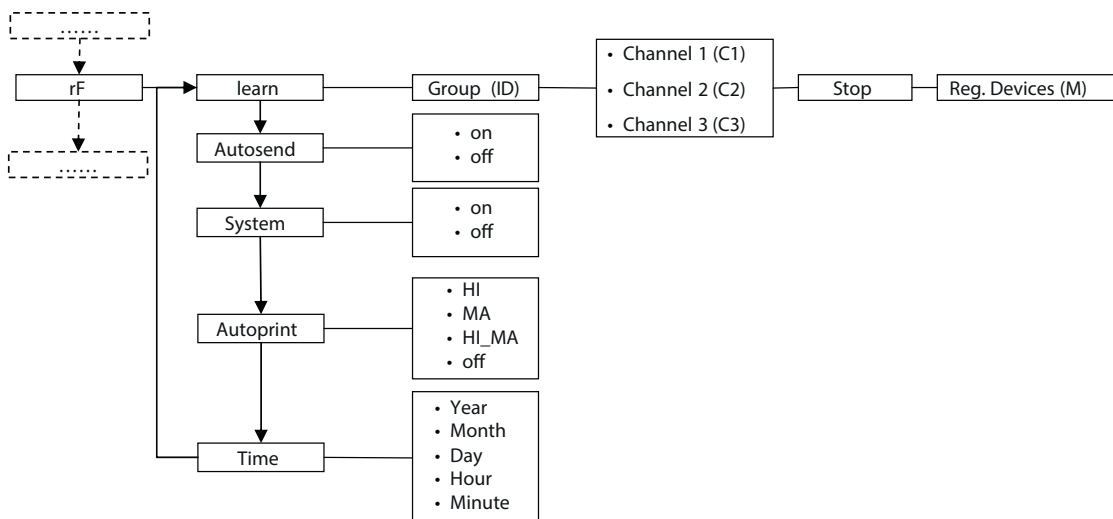 ......
rF
......
learn
Group (ID)
• Channel 1 (C1)
• Channel 2 (C2)
• Channel 3 (C3)
Stop
Reg. Devices (M)
Autosend
• on
• off
System
• on
• off
Autoprint
• HI
• MA
• HI_MA
• off
Time
• Year
• Month
• Day
• Hour
• Minute